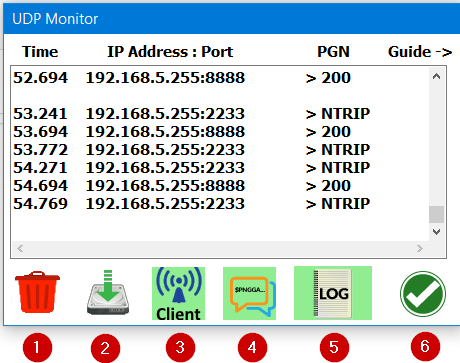 UDP Monitor
Time IP Address : Port PGN Guide ->
52.694 192.168.5.255:8888 > 200
53.241 192.168.5.255:2233 > NTRIP
53.694 192.168.5.255:8888 > 200
53.772 192.168.5.255:2233 > NTRIP
54.271 192.168.5.255:2233 > NTRIP
54.694 192.168.5.255:8888 > 200
54.769 192.168.5.255:2233 > NTRIP
$PNGGA...
LOG
Client
1 2 3 4 5 6